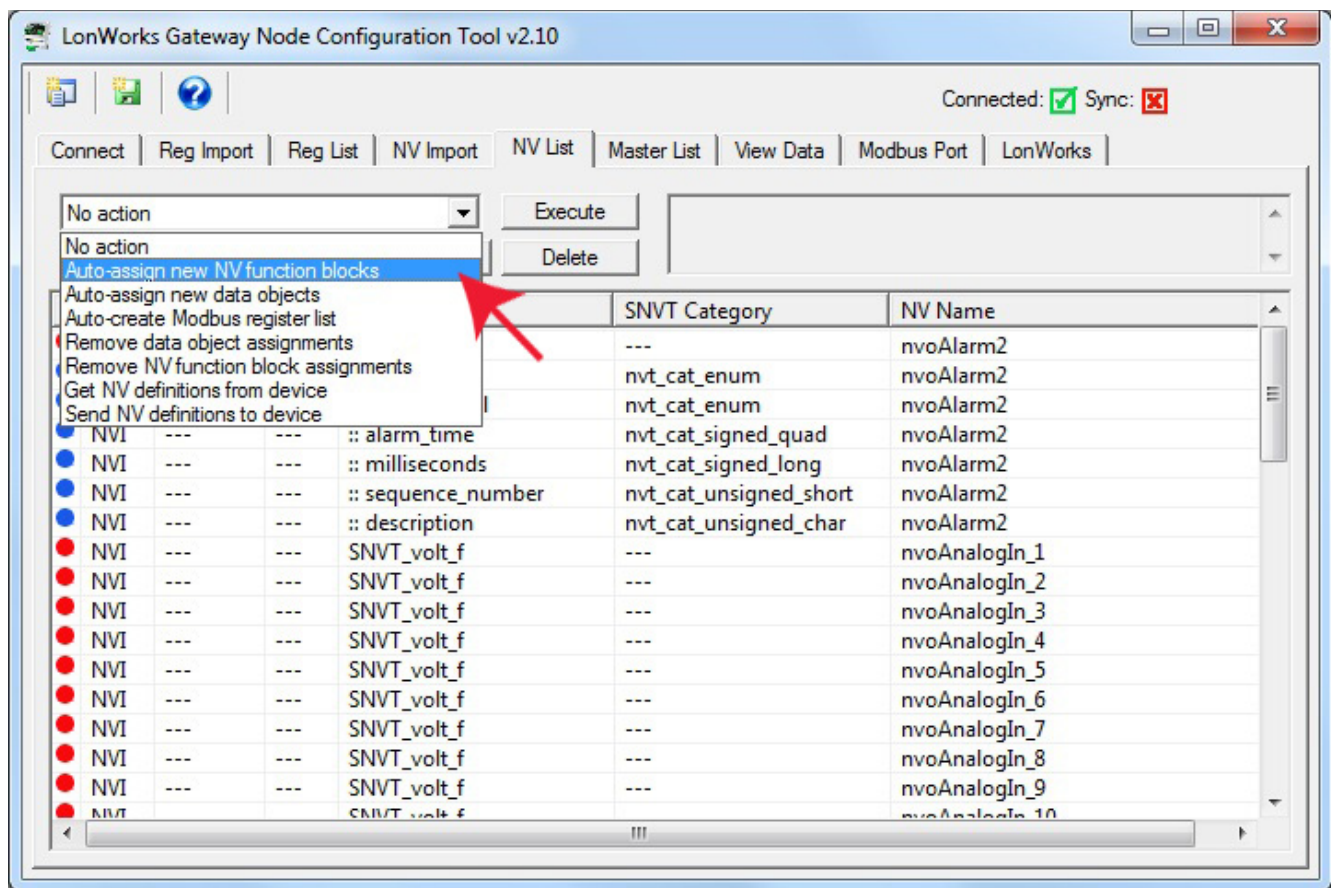 LonWorks Gateway Node Configuration Tool v2.10
Connected: Sync:
Connect Reg Import Reg List NV Import NV List Master List View Data Modbus Port LonWorks
No action Execute
No action
Delete
Auto-assign new NV function blocks
Auto-assign new data objects
Auto-create Modbus register list
Remove data object assignments
Remove NV function block assignments
Get NV definitions from device
Send NV definitions to device
SNVT Category NV Name
--- nvoAlarm2
nvt_cat_enum nvoAlarm2
nvt_cat_enum nvoAlarm2
NVI --- --- :: alarm_time nvt_cat_signed_quad nvoAlarm2
NVI --- --- :: milliseconds nvt_cat_signed_long nvoAlarm2
NVI --- --- :: sequence_number nvt_cat_unsigned_short nvoAlarm2
NVI --- --- :: description nvt_cat_unsigned_char nvoAlarm2
NVI --- --- SNVT_volt_f --- nvoAnalogIn_1
NVI --- --- SNVT_volt_f --- nvoAnalogIn_2
NVI --- --- SNVT_volt_f --- nvoAnalogIn_3
NVI --- --- SNVT_volt_f --- nvoAnalogIn_4
NVI --- --- SNVT_volt_f --- nvoAnalogIn_5
NVI --- --- SNVT_volt_f --- nvoAnalogIn_6
NVI --- --- SNVT_volt_f --- nvoAnalogIn_7
NVI --- --- SNVT_volt_f --- nvoAnalogIn_8
NVI --- --- SNVT_volt_f --- nvoAnalogIn_9
NVI SNVT_volt_f nvoAnalogIn_10